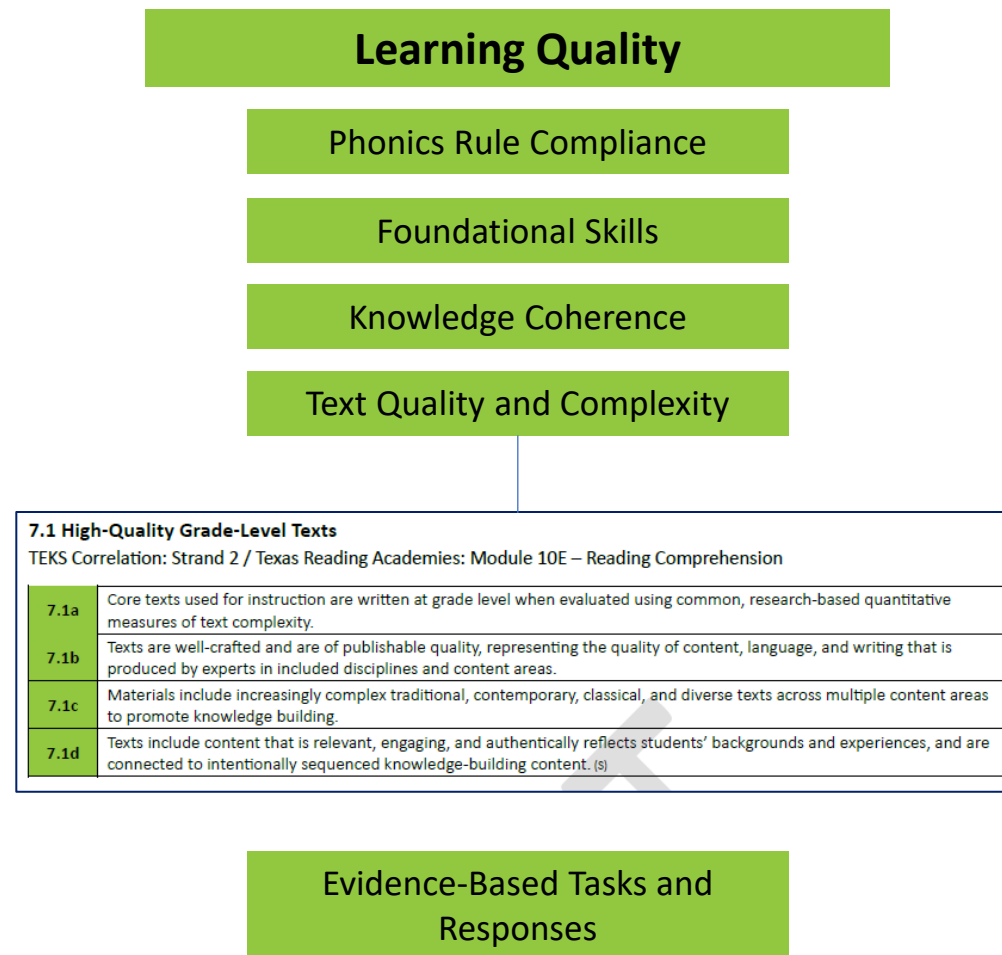 Learning Quality
Phonics Rule Compliance
Foundational Skills
Knowledge Coherence
Text Quality and Complexity
7.1 High-Quality Grade-Level Texts
TEKS Correlation: Strand 2 / Texas Reading Academies: Module 10E – Reading Comprehension
7.1a
Core texts used for instruction are written at grade level when evaluated using common, research-based quantitative
measures of text complexity.
7.1b
Texts are well-crafted and are of publishable quality, representing the quality of content, language, and writing that is
produced by experts in included disciplines and content areas.
7.1c
Materials include increasingly complex traditional, contemporary, classical, and diverse texts across multiple content areas
to promote knowledge building.
7.1d
Texts include content that is relevant, engaging, and authentically reflects students’ backgrounds and experiences, and are
connected to intentionally sequenced knowledge-building content. (S)
Evidence-Based Tasks and
Responses